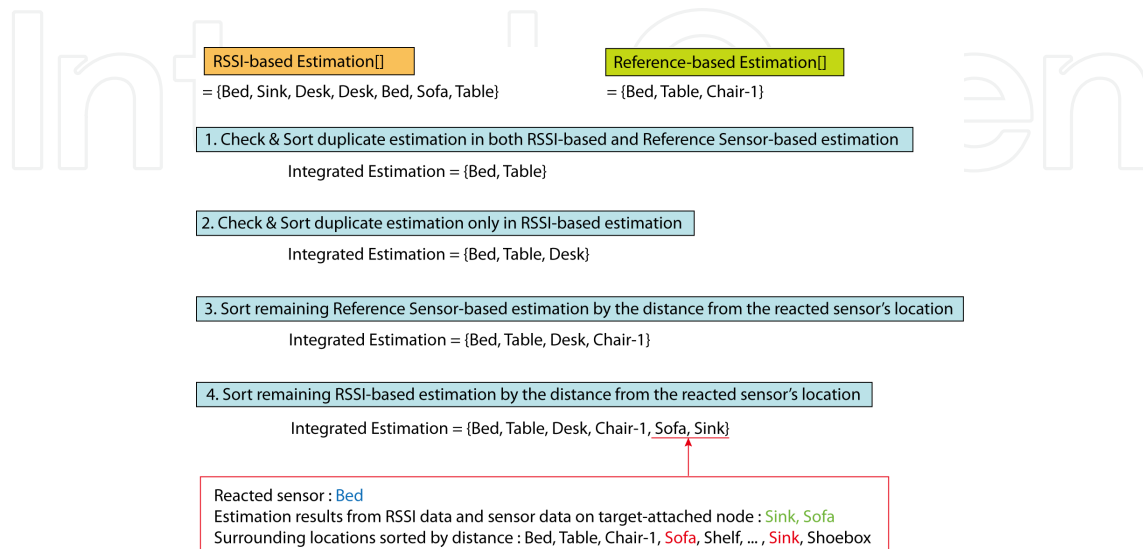 RSSI-based Estimation[]
Reference-based Estimation[]
= {Bed, Sink, Desk, Desk, Bed, Sofa, Table}
= {Bed, Table, Chair-1}
1. Check & Sort duplicate estimation in both RSSI-based and Reference Sensor-based estimation
Integrated Estimation = {Bed, Table}
2. Check & Sort duplicate estimation only in RSSI-based estimation
Integrated Estimation = {Bed, Table, Desk}
3. Sort remaining Reference Sensor-based estimation by the distance from the reacted sensor’s location
Integrated Estimation = {Bed, Table, Desk, Chair-1}
4. Sort remaining RSSI-based estimation by the distance from the reacted sensor’s location
Integrated Estimation = {Bed, Table, Desk, Chair-1, Sofa, Sink}
Reacted sensor : Bed
Estimation results from RSSI data and sensor data on target-attached node : Sink, Sofa
Surrounding locations sorted by distance : Bed, Table, Chair-1, Sofa, Shelf, ... , Sink, Shoebox